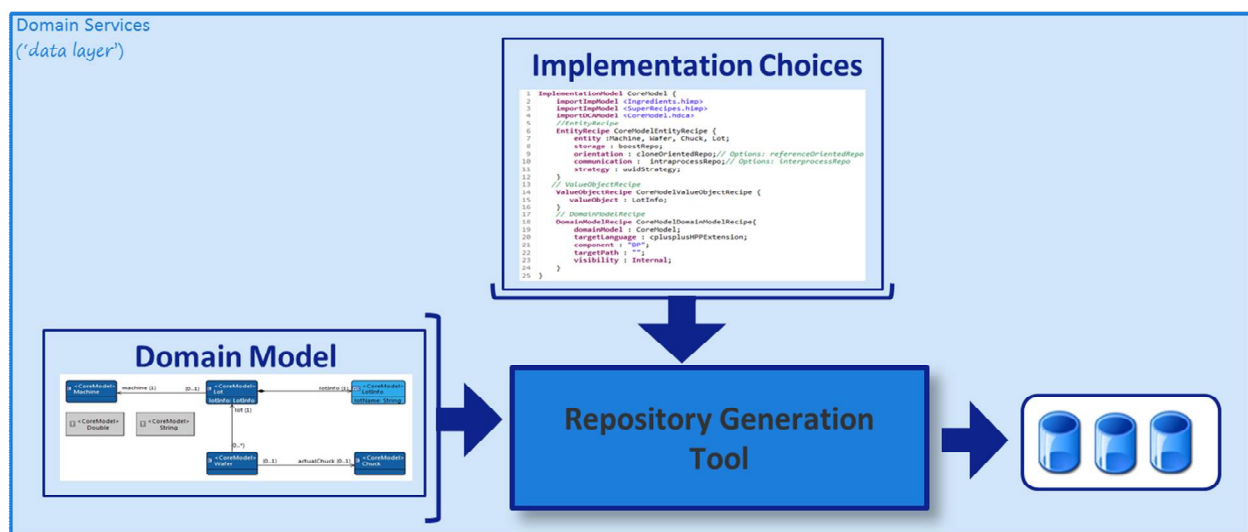 Domain Services
('data layer')
Implementation Choices
1 ImplementationModel CoreModel {
2 importImpModel <Ingredients.himp>
3 importImpModel <SuperRecipes.himp>
4 importDCAModel <CoreModel.hdca>
5 //EntityRecipe
6 EntityRecipe CoreModelEntityRecipe {
7 entity :Machine, Wafer, Chuck, Lot;
8 storage : boostRepo;
9 orientation : cloneOrientedRepo;// Options: referenceOrientedRepo
10 communication : intraprocessRepo;// Options: interprocessRepo
11 strategy : uuidStrategy;
12 }
13 // ValueObjectRecipe
14 ValueObjectRecipe CoreModelValueObjectRecipe {
15 valueObject : LotInfo;
16 }
17 // DomainModelRecipe
18 DomainModelRecipe CoreModelDomainModelRecipe{
19 domainModel : CoreModel;
20 targetLanguage : cplusplusHPPExtension;
21 component : "DP";
22 targetPath : "";
23 visibility : Internal;
24 }
25 }
Domain Model
<CoreModel>
Machine
machine (1)
(0..1)
<CoreModel>
Lot
lotInfo: LotInfo
lotInfo (1)
<CoreModel>
LotInfo
lotName: String
lot (1)
<CoreModel>
Double
<CoreModel>
String
(0..*)
<CoreModel>
Wafer
(0..1)
actualChuck (0..1)
<CoreModel>
Chuck
Repository Generation
Tool